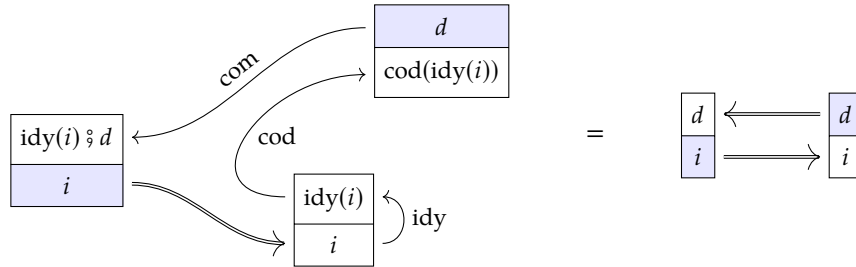 d
cod(idy(i))
com
cod
idy(i) ⨟ d
i
idy(i)
i
idy
=
d
i
d
i